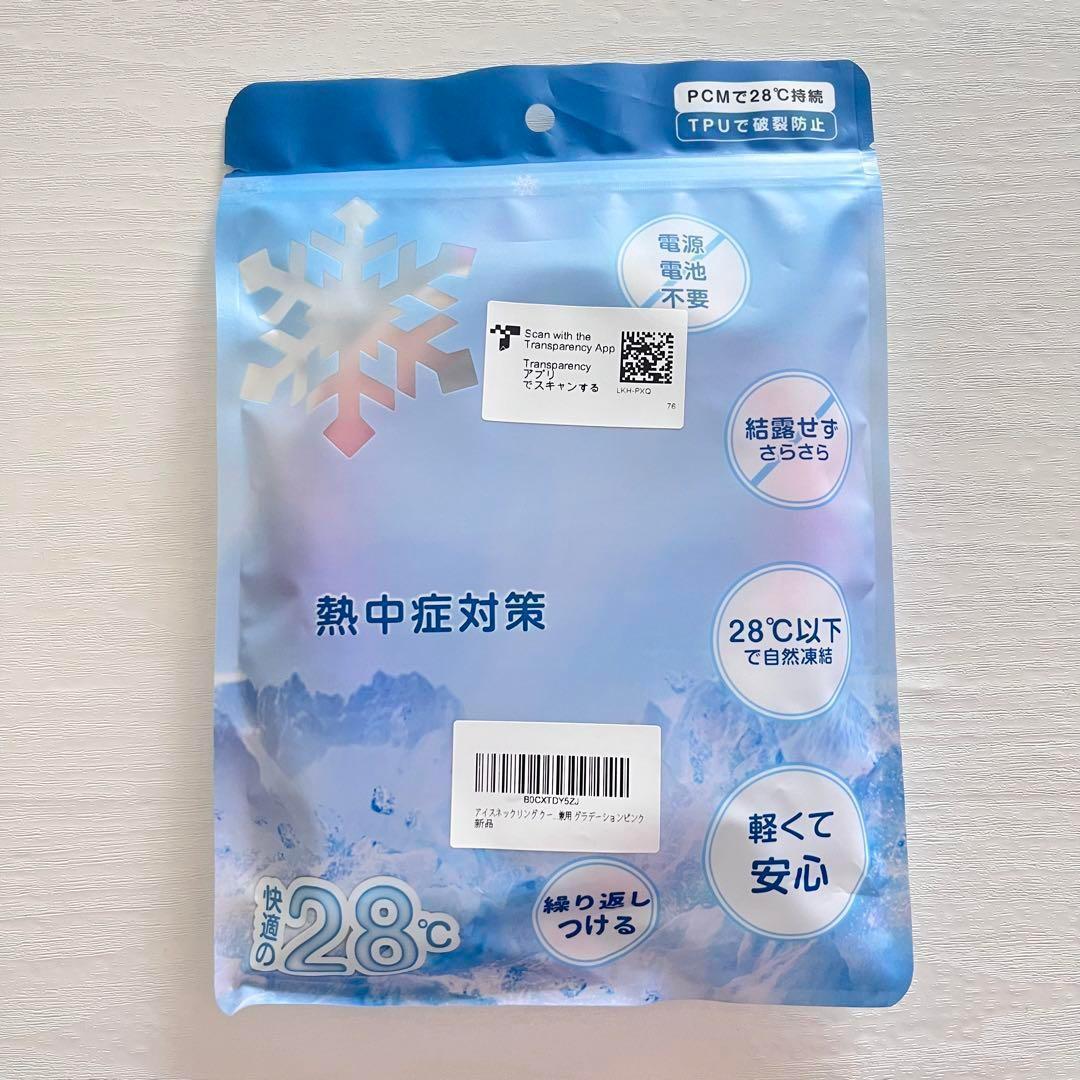 PCMで28℃持続
TPUで破裂防止
電源
電池
不要
Scan with the
Transparency App
Transparency
アプリ
でスキャンする
LKH-PXQ
76
結露せず
さらさら
熱中症対策
28℃以下
で自然凍結
B0CXTDY5ZJ
アイスネックリング クー...兼用 グラデーションピンク
新品
軽くて
安心
繰り返し
つける
快適の
28℃